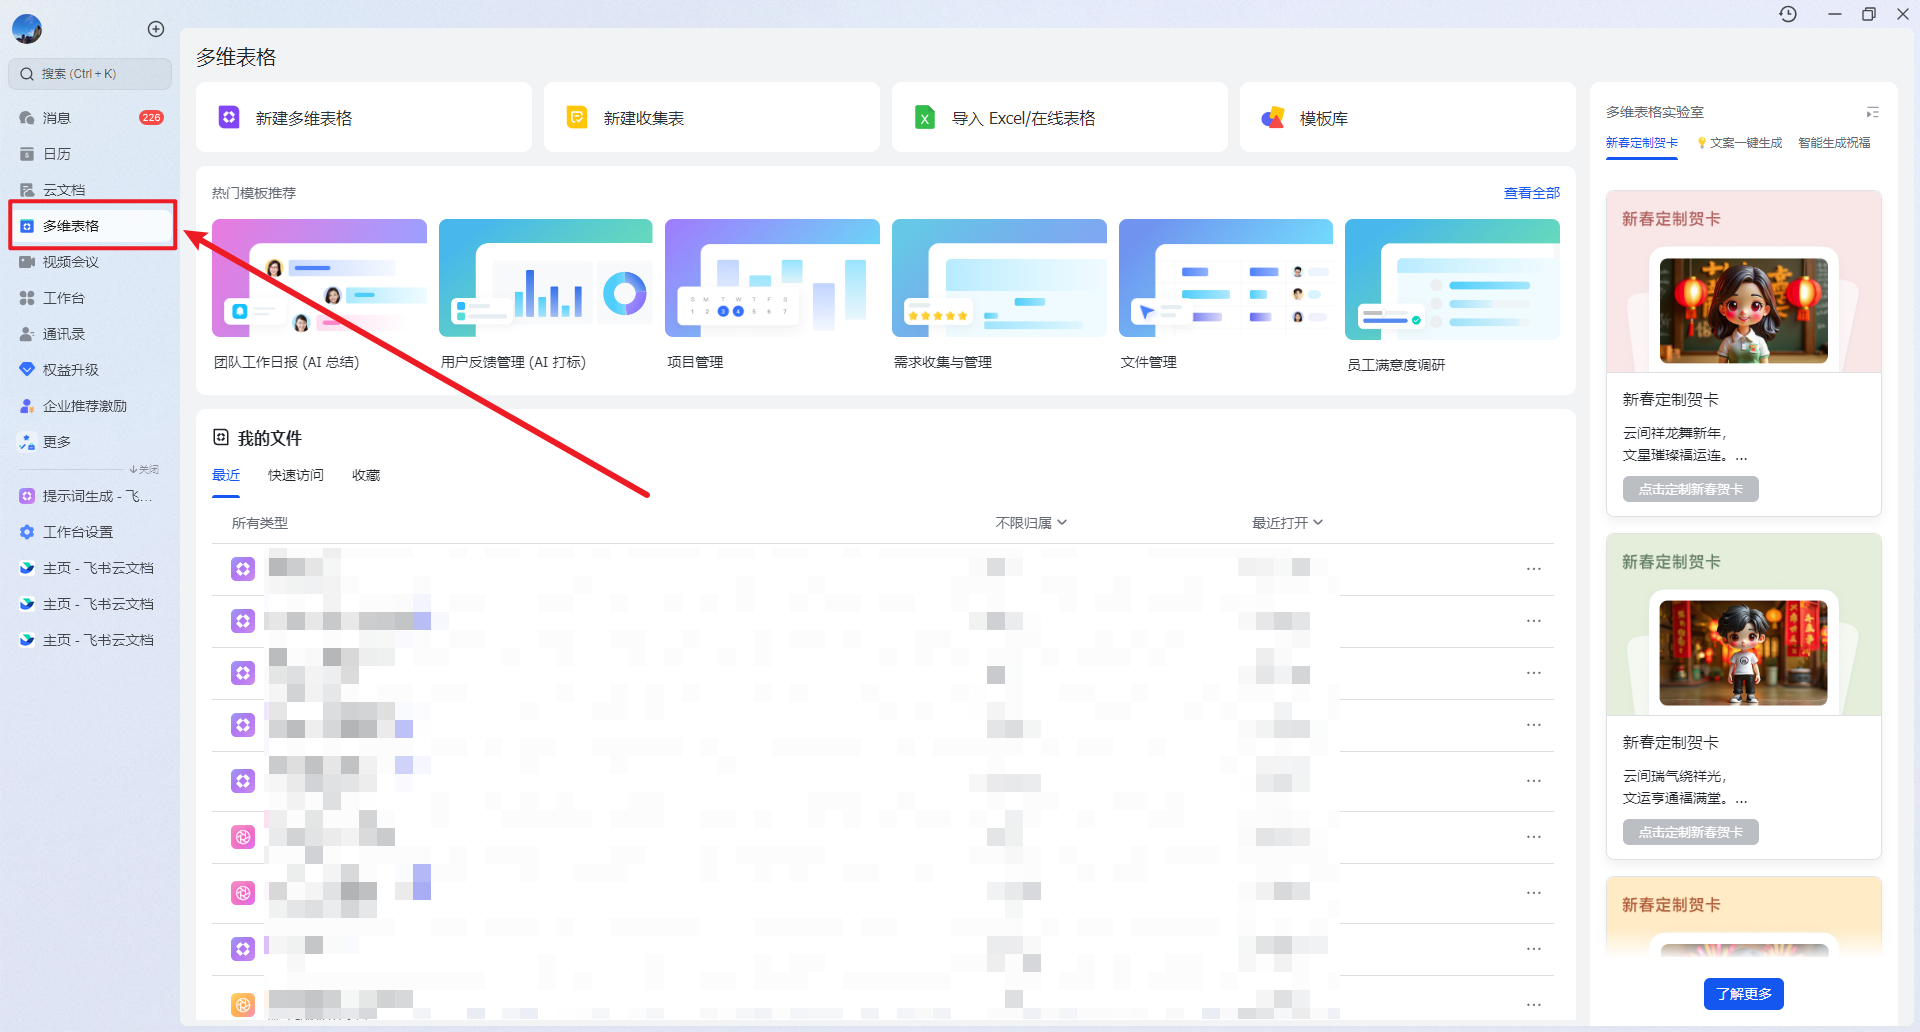 搜索 (Ctrl + K)
消息
226
日历
云文档
多维表格
视频会议
工作台
通讯录
权益升级
企业推荐激励
更多
关闭
提示词生成 - 飞...
工作台设置
主页 - 飞书云文档
主页 - 飞书云文档
主页 - 飞书云文档
多维表格
新建多维表格
新建收集表
导入 Excel/在线表格
模板库
热门模板推荐
查看全部
S M T W T F S
1 2 3 4 5 6 7
团队工作日报 (AI 总结)
用户反馈管理 (AI 打标)
项目管理
需求收集与管理
文件管理
员工满意度调研
我的文件
最近
快速访问
收藏
所有类型
不限归属
最近打开
多维表格实验室
新春定制贺卡
文案一键生成
智能生成祝福
新春定制贺卡
新春定制贺卡
云间祥龙舞新年，
文星璀璨福运连。...
点击定制新春贺卡
新春定制贺卡
新春定制贺卡
云间瑞气绕祥光，
文运亨通福满堂。...
点击定制新春贺卡
新春定制贺卡
了解更多